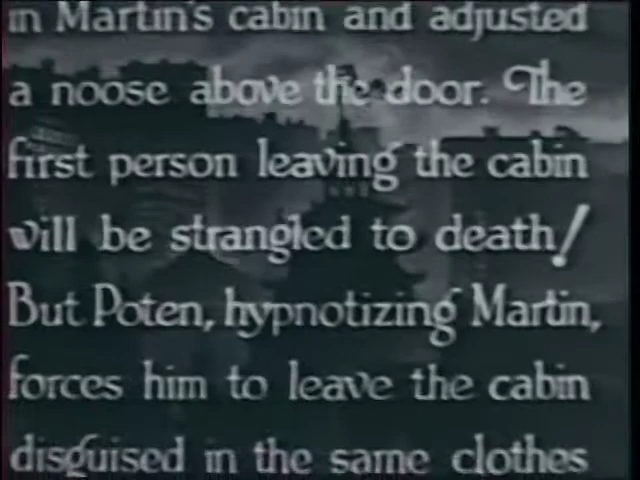 in Martin's cabin and adjusted
a noose above the door. The
first person leaving the cabin
will be strangled to death!
But Poten, hypnotizing Martin,
forces him to leave the cabin
disguised in the same clothes